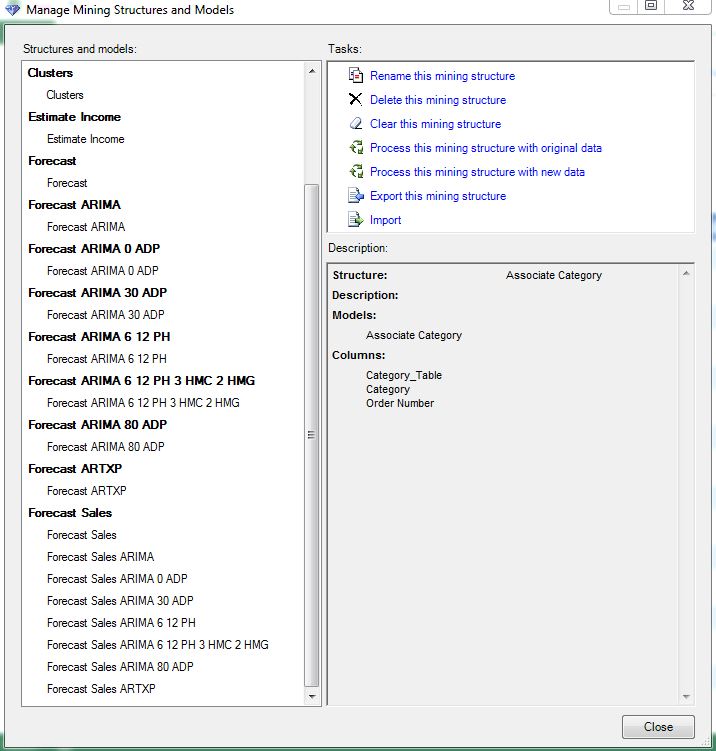 Manage Mining Structures and Models
Structures and models:
Clusters
Clusters
Estimate Income
Estimate Income
Forecast
Forecast
Forecast ARIMA
Forecast ARIMA
Forecast ARIMA 0 ADP
Forecast ARIMA 0 ADP
Forecast ARIMA 30 ADP
Forecast ARIMA 30 ADP
Forecast ARIMA 6 12 PH
Forecast ARIMA 6 12 PH
Forecast ARIMA 6 12 PH 3 HMC 2 HMG
Forecast ARIMA 6 12 PH 3 HMC 2 HMG
Forecast ARIMA 80 ADP
Forecast ARIMA 80 ADP
Forecast ARTXP
Forecast ARTXP
Forecast Sales
Forecast Sales
Forecast Sales ARIMA
Forecast Sales ARIMA 0 ADP
Forecast Sales ARIMA 30 ADP
Forecast Sales ARIMA 6 12 PH
Forecast Sales ARIMA 6 12 PH 3 HMC 2 HMG
Forecast Sales ARIMA 80 ADP
Forecast Sales ARTXP
Tasks:
Rename this mining structure
Delete this mining structure
Clear this mining structure
Process this mining structure with original data
Process this mining structure with new data
Export this mining structure
Import
Description:
Structure: Associate Category
Description:
Models:
Associate Category
Columns:
Category_Table
Category
Order Number
Close